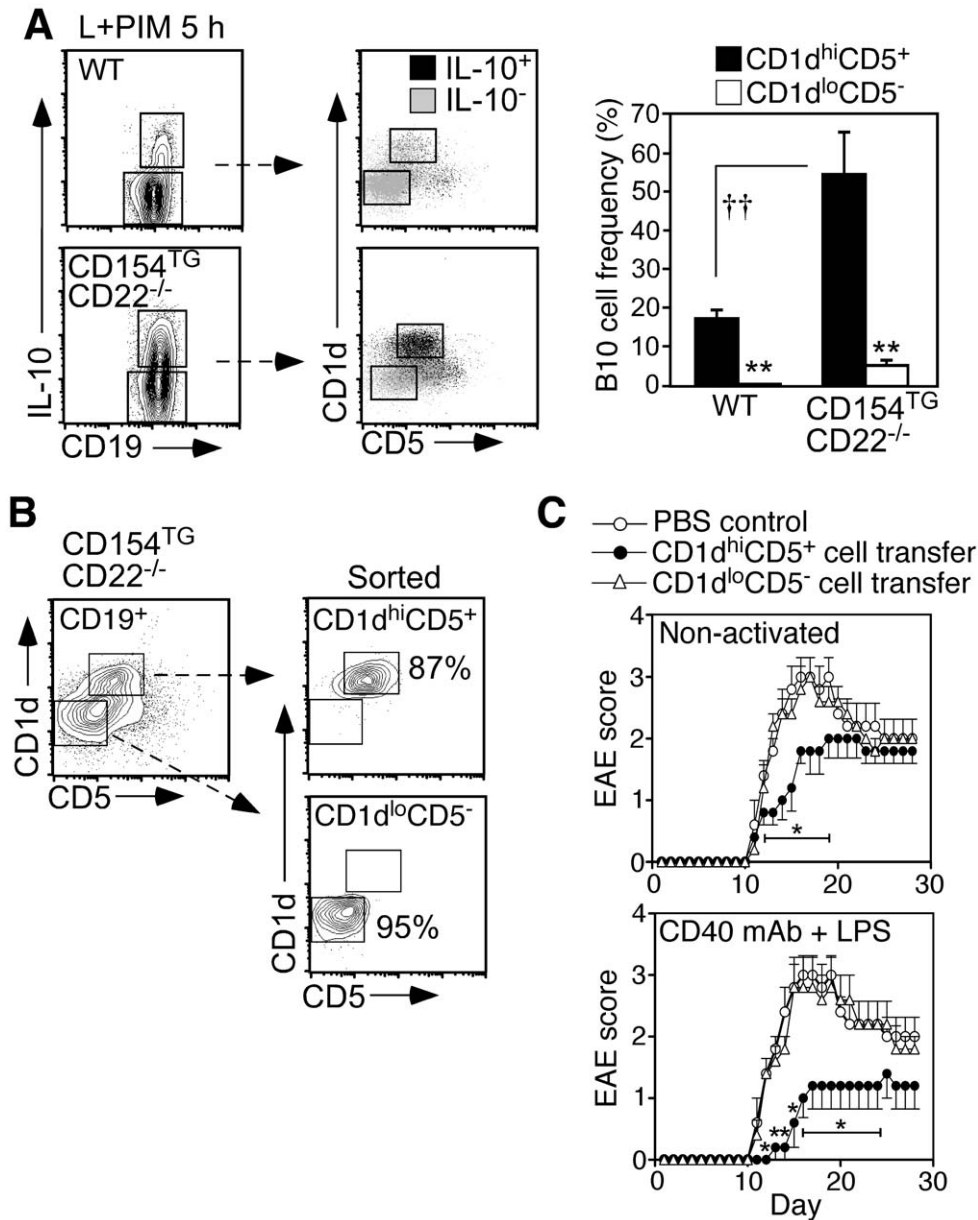 A
L+PIM 5 h
WT
IL-10⁺
IL-10⁻
CD154ᵀᴳ
CD22⁻/⁻
IL-10
CD19
CD1d
CD5
CD1dʰⁱCD5⁺
CD1dˡᵒCD5⁻
B10 cell frequency (%)
70
60
50
40
30
20
10
0
††
**
**
WT
CD154ᵀᴳ
CD22⁻/⁻
B
CD154ᵀᴳ
CD22⁻/⁻
CD19⁺
CD1d
CD5
Sorted
CD1dʰⁱCD5⁺
87%
CD1dˡᵒCD5⁻
95%
CD1d
CD5
C
PBS control
CD1dʰⁱCD5⁺ cell transfer
CD1dˡᵒCD5⁻ cell transfer
Non-activated
EAE score
4
3
2
1
0
*
0 10 20 30
CD40 mAb + LPS
EAE score
4
3
2
1
0
*
**
*
*
0 10 20 30
Day